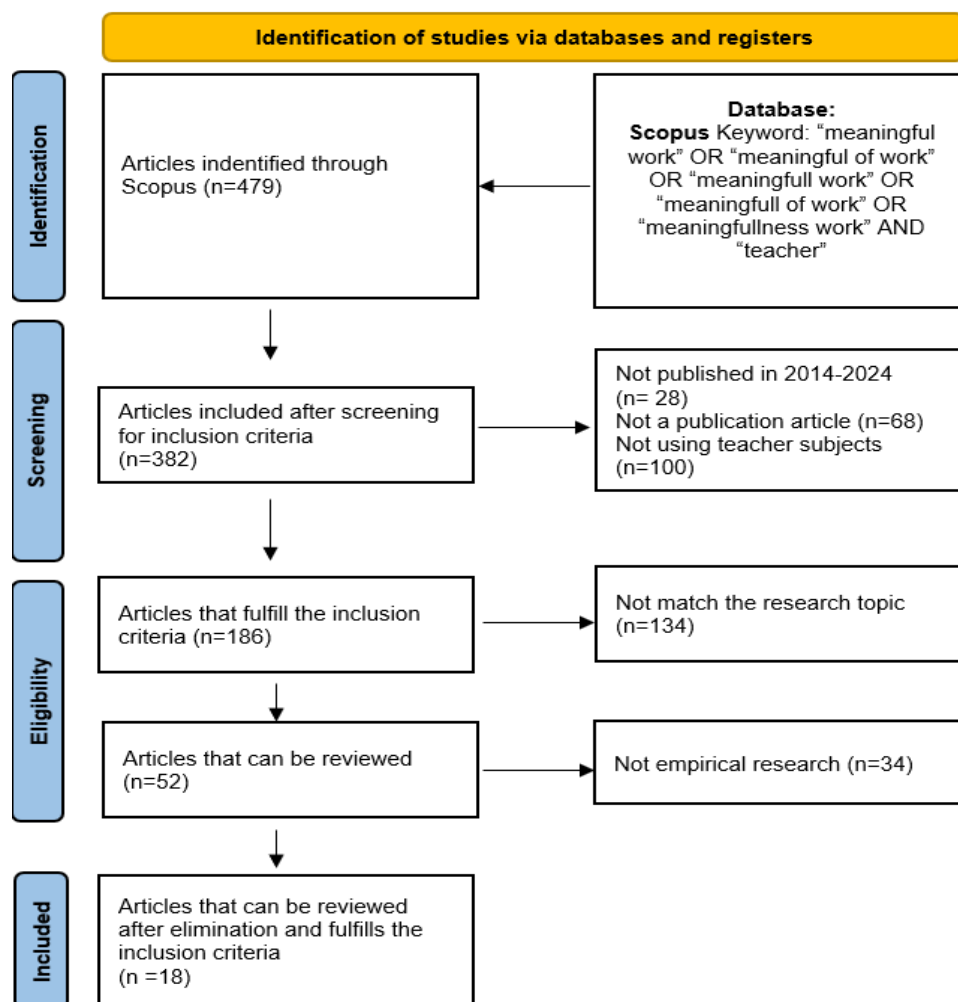 Identification of studies via databases and registers
Identification
Articles indentified through
Scopus (n=479)
Database:
Scopus Keyword: “meaningful
work” OR “meaningful of work”
OR “meaningfull work” OR
“meaningfull of work” OR
“meaningfullness work” AND
“teacher”
Screening
Articles included after screening
for inclusion criteria
(n=382)
Not published in 2014-2024
(n= 28)
Not a publication article (n=68)
Not using teacher subjects
(n=100)
Eligibility
Articles that fulfill the inclusion
criteria (n=186)
Not match the research topic
(n=134)
Articles that can be reviewed
(n=52)
Not empirical research (n=34)
Included
Articles that can be reviewed
after elimination and fulfills the
inclusion criteria
(n =18)